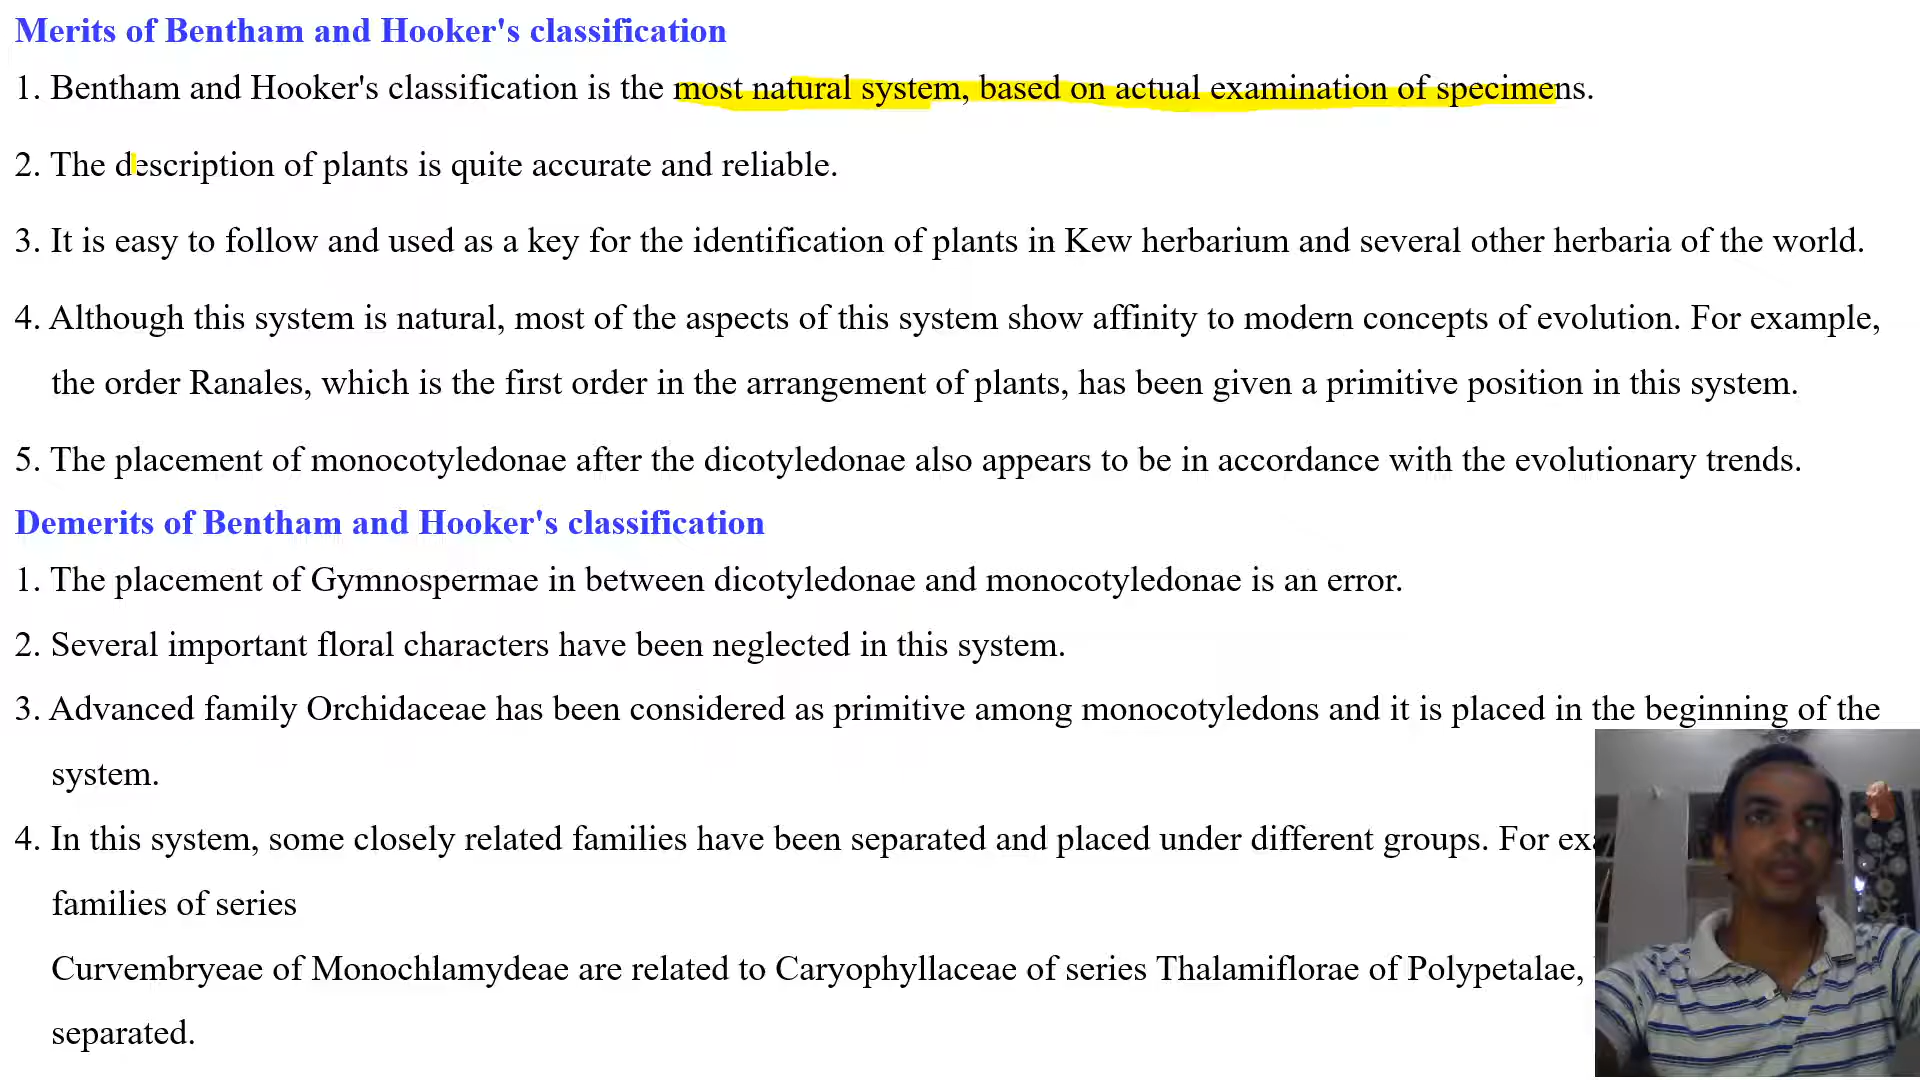 Merits of Bentham and Hooker's classification
1. Bentham and Hooker's classification is the most natural system, based on actual examination of specimens.
2. The description of plants is quite accurate and reliable.
3. It is easy to follow and used as a key for the identification of plants in Kew herbarium and several other herbaria of the world.
4. Although this system is natural, most of the aspects of this system show affinity to modern concepts of evolution. For example,
the order Ranales, which is the first order in the arrangement of plants, has been given a primitive position in this system.
5. The placement of monocotyledonae after the dicotyledonae also appears to be in accordance with the evolutionary trends.
Demerits of Bentham and Hooker's classification
1. The placement of Gymnospermae in between dicotyledonae and monocotyledonae is an error.
2. Several important floral characters have been neglected in this system.
3. Advanced family Orchidaceae has been considered as primitive among monocotyledons and it is placed in the beginning of the
system.
4. In this system, some closely related families have been separated and placed under different groups. For
families of series
Curvembryeae of Monochlamydeae are related to Caryophyllaceae of series Thalamiflorae of Polypetalae,
separated.